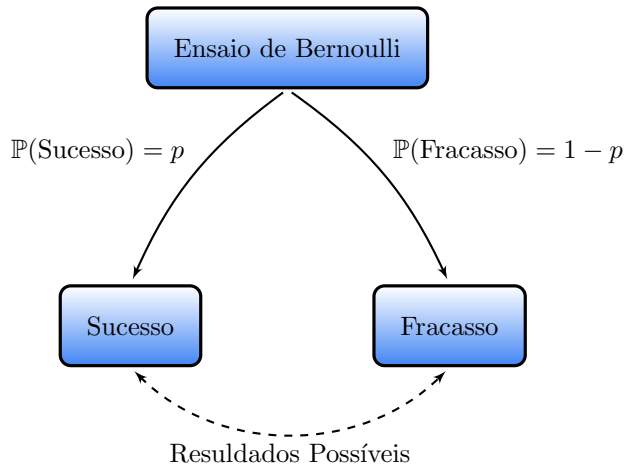 Ensaio de Bernoulli
ℙ(Sucesso) = p
ℙ(Fracasso) = 1 − p
Sucesso
Fracasso
Resuldados Possíveis